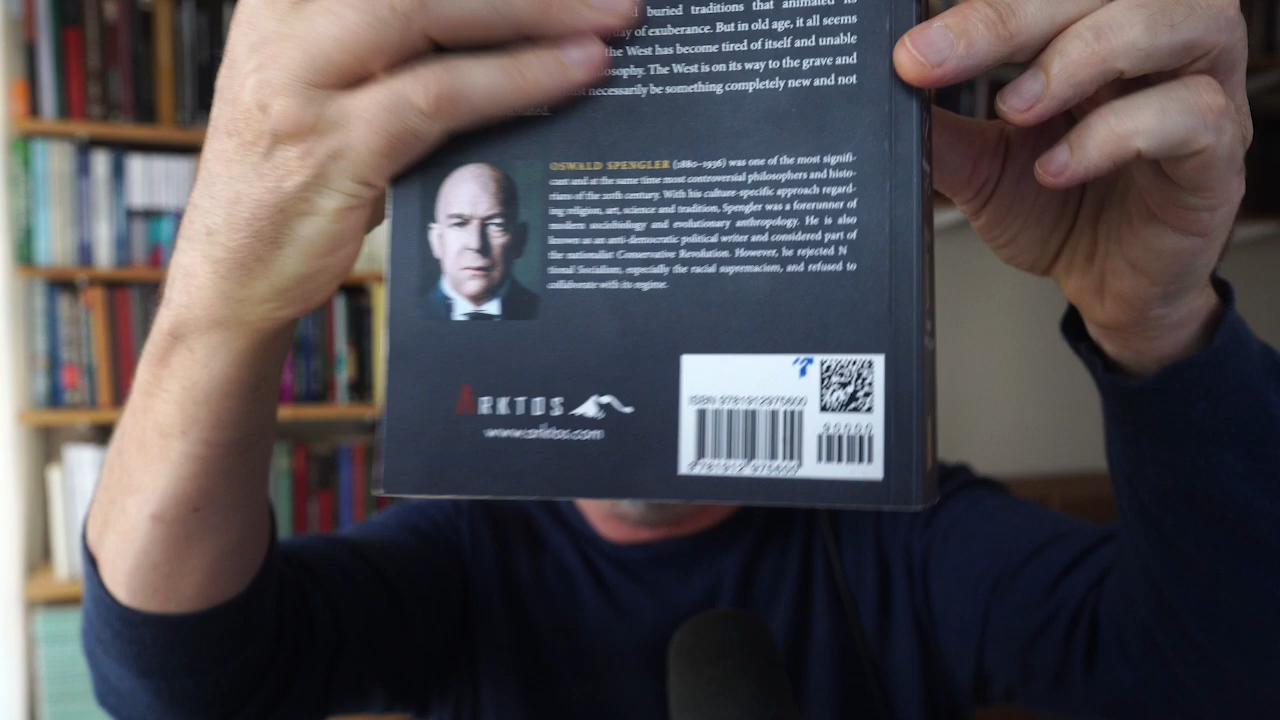 buried traditions that animated its
day of exuberance. But in old age, it all seems
the West has become tired of itself and unable
losophy. The West is on its way to the grave and
necessarily be something completely new and not
OSWALD SPENGLER (1880–1936) was one of the most signifi-
cant and at the same time most controversial philosophers and histo-
rians of the 20th century. With his culture-specific approach regard-
ing religion, art, science and tradition, Spengler was a forerunner of
modern sociobiology and evolutionary anthropology. He is also
known as an anti-democratic political writer and considered part of
the nationalist Conservative Revolution. However, he rejected N
tional Socialism, especially the racial supremacism, and refused to
collaborate with its regime.
ARKTOS
www.arktos.com
ISBN 9781912975600
90000
9781912 975600